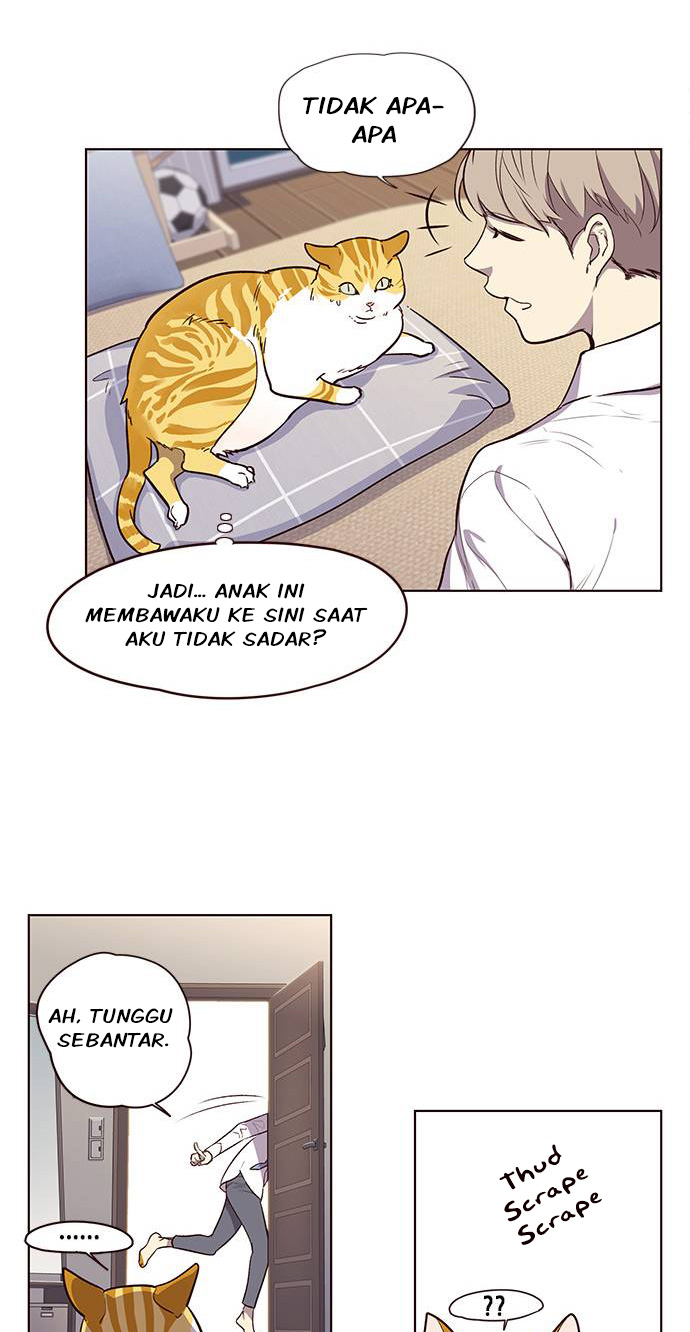 TIDAK APA-
APA
JADI... ANAK INI
MEMBAWAKU KE SINI SAAT
AKU TIDAK SADAR?
AH, TUNGGU
SEBANTAR.
......
Thud
Scrape
Scrape
??